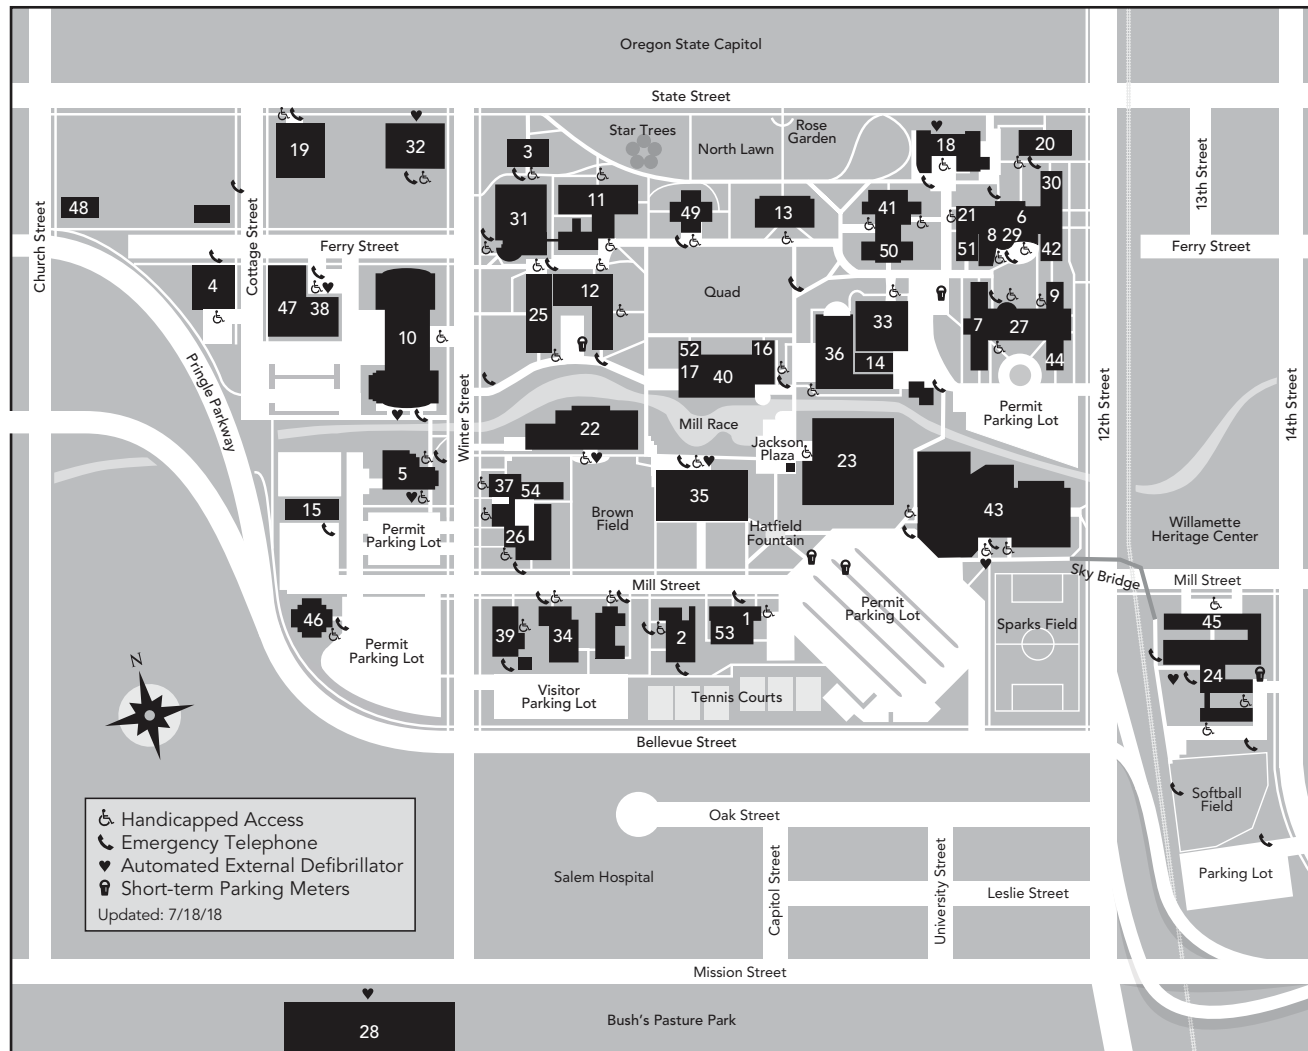 Oregon State Capitol
State Street
Star Trees
Rose
Garden
North Lawn
13th Street
19
32
3
18
20
30
48
31
11
49
13
41
21
6
8
29
50
51
42
Church Street
Cottage Street
Ferry Street
Ferry Street
4
47
38
10
25
12
Quad
33
36
14
9
7
27
44
52
17
16
40
Pringle Parkway
Winter Street
12th Street
14th Street
Permit
Parking Lot
22
Mill Race
Jackson
Plaza
23
5
37
54
26
Brown
Field
35
Hatfield
Fountain
43
15
Permit
Parking Lot
Willamette
Heritage Center
Mill Street
Sky Bridge
Mill Street
46
Permit
Parking Lot
39
34
2
1
53
Permit
Parking Lot
Sparks Field
45
24
Visitor
Parking Lot
Tennis Courts
N
Bellevue Street
Softball
Field
Handicapped Access
Emergency Telephone
Automated External Defibrillator
Short-term Parking Meters
Updated: 7/18/18
Oak Street
Salem Hospital
Capitol Street
University Street
Leslie Street
Parking Lot
Mission Street
28
Bush's Pasture Park